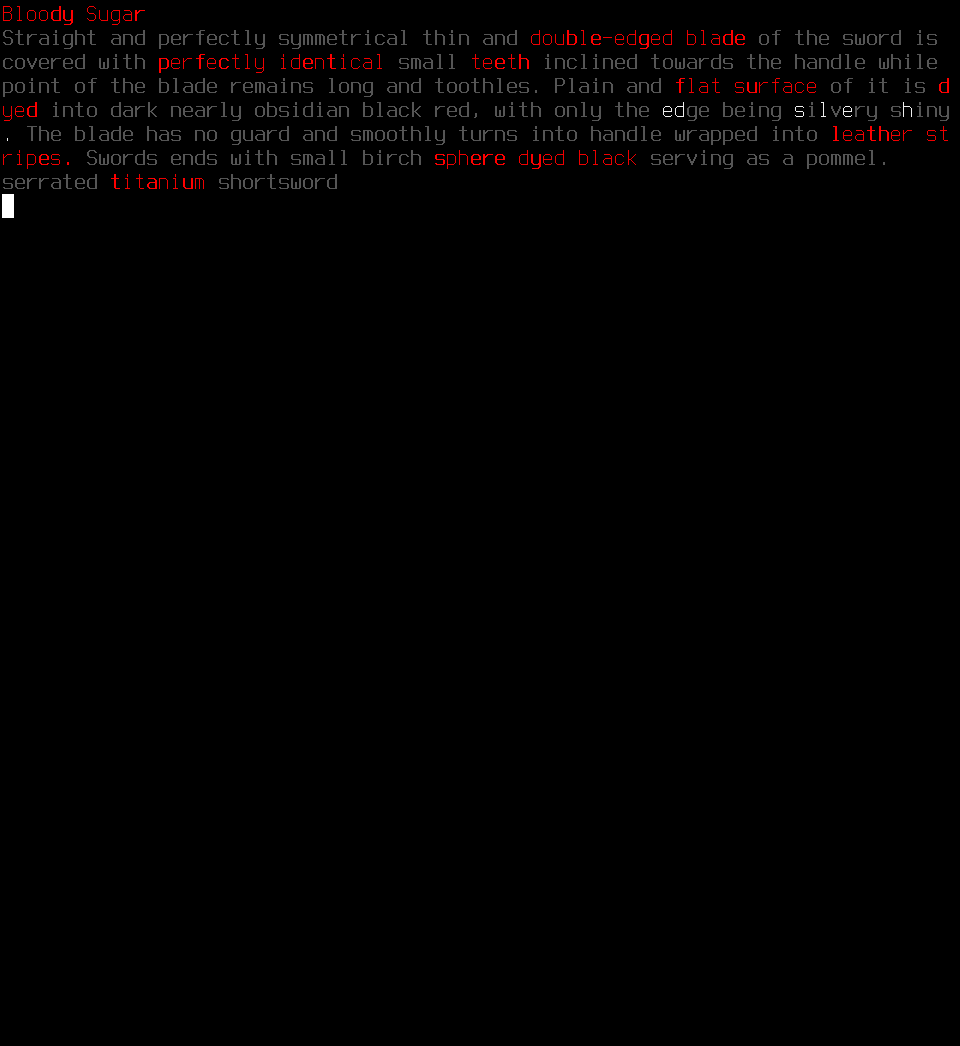 Bloody Sugar
Straight and perfectly symmetrical thin and double-edged blade of the sword is
covered with perfectly identical small teeth inclined towards the handle while
point of the blade remains long and toothles. Plain and flat surface of it is d
yed into dark nearly obsidian black red, with only the edge being silvery shiny
. The blade has no guard and smoothly turns into handle wrapped into leather st
ripes. Swords ends with small birch sphere dyed black serving as a pommel.
serrated titanium shortsword